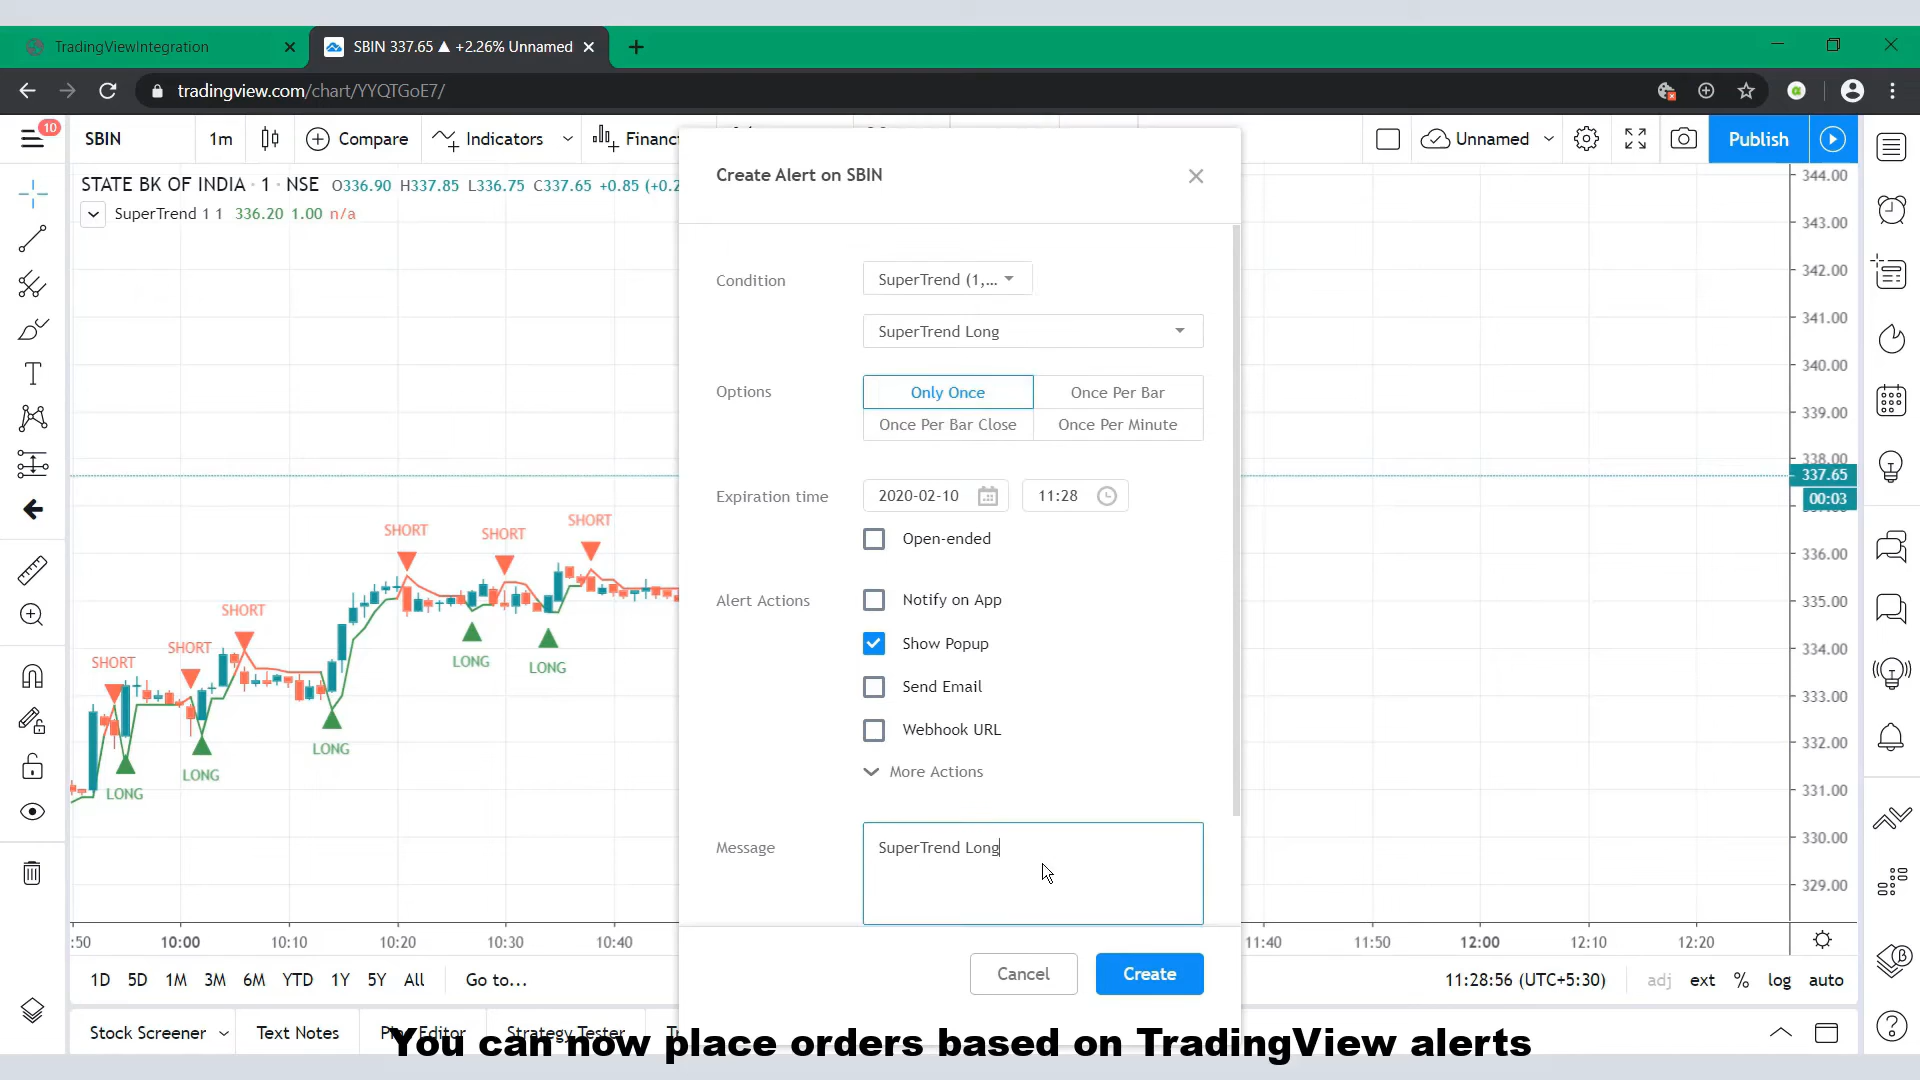 TradingViewIntegration
SBIN 337.65 ▲ +2.26% Unnamed
tradingview.com/chart/YYQTGoE7/
10
SBIN
1m
Compare
Indicators
Financ
Unnamed
Publish
STATE BK OF INDIA · 1 · NSE O336.90 H337.85 L336.75 C337.65 +0.85 (+0.2
SuperTrend 1 1 336.20 1.00 n/a
Create Alert on SBIN
Condition
SuperTrend (1,...
SuperTrend Long
Options
Only Once
Once Per Bar
Once Per Bar Close
Once Per Minute
Expiration time
2020-02-10
11:28
Open-ended
Alert Actions
Notify on App
Show Popup
Send Email
Webhook URL
More Actions
Message
SuperTrend Long
Cancel
Create
SHORT
SHORT
SHORT
SHORT
SHORT
SHORT
LONG
LONG
LONG
LONG
LONG
344.00
343.00
342.00
341.00
340.00
339.00
338.00
337.65
00:03
336.00
335.00
334.00
333.00
332.00
331.00
330.00
329.00
:50
10:00
10:10
10:20
10:30
10:40
11:40
11:50
12:00
12:10
12:20
1D 5D 1M 3M 6M YTD 1Y 5Y All Go to...
11:28:56 (UTC+5:30)
adj ext % log auto
Stock Screener
Text Notes
Editor
Strategy Tester
You can now place orders based on TradingView alerts